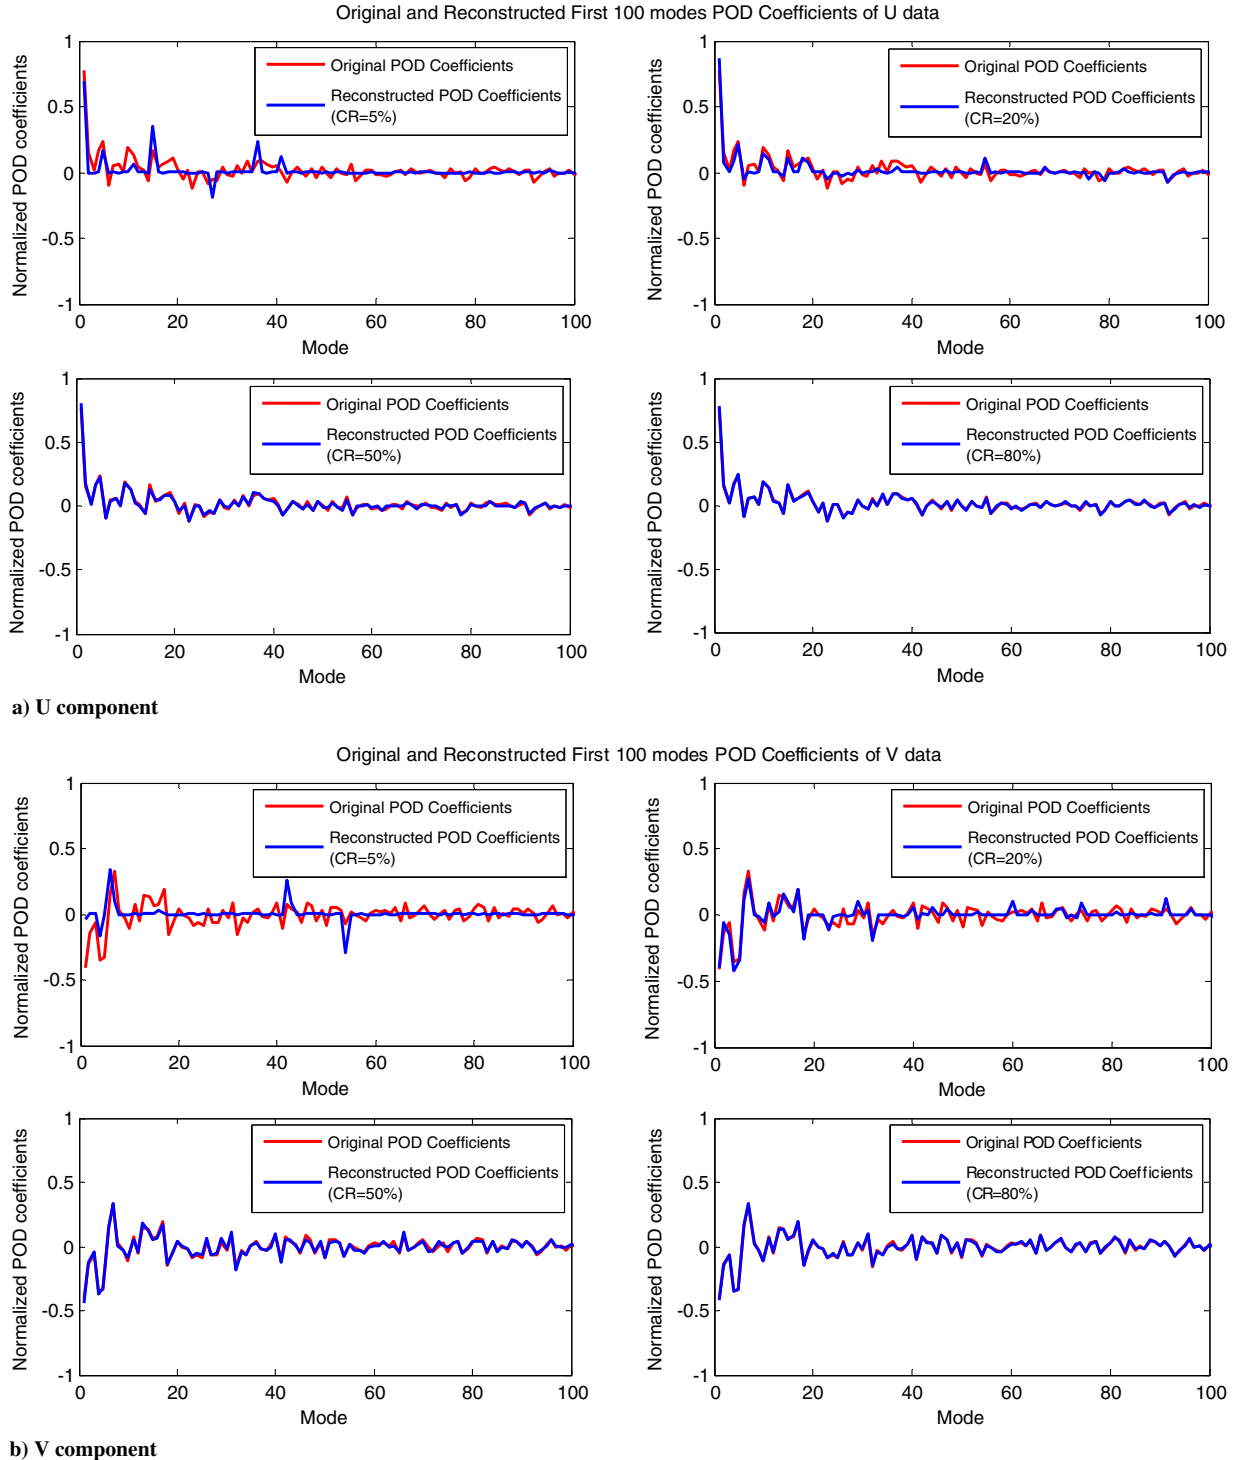 Original and Reconstructed First 100 modes POD Coefficients of U data
Normalized POD coefficients
1
0.5
0
-0.5
-1
Original POD Coefficients
Reconstructed POD Coefficients
(CR=5%)
0 20 40 60 80 100
Mode
Normalized POD coefficients
1
0.5
0
-0.5
-1
Original POD Coefficients
Reconstructed POD Coefficients
(CR=20%)
0 20 40 60 80 100
Mode
Normalized POD coefficients
1
0.5
0
-0.5
-1
Original POD Coefficients
Reconstructed POD Coefficients
(CR=50%)
0 20 40 60 80 100
Mode
Normalized POD coefficients
1
0.5
0
-0.5
-1
Original POD Coefficients
Reconstructed POD Coefficients
(CR=80%)
0 20 40 60 80 100
Mode
a) U component
Original and Reconstructed First 100 modes POD Coefficients of V data
Normalized POD coefficients
1
0.5
0
-0.5
-1
Original POD Coefficients
Reconstructed POD Coefficients
(CR=5%)
0 20 40 60 80 100
Mode
Normalized POD coefficients
1
0.5
0
-0.5
-1
Original POD Coefficients
Reconstructed POD Coefficients
(CR=20%)
0 20 40 60 80 100
Mode
Normalized POD coefficients
1
0.5
0
-0.5
-1
Original POD Coefficients
Reconstructed POD Coefficients
(CR=50%)
0 20 40 60 80 100
Mode
Normalized POD coefficients
1
0.5
0
-0.5
-1
Original POD Coefficients
Reconstructed POD Coefficients
(CR=80%)
0 20 40 60 80 100
Mode
b) V component